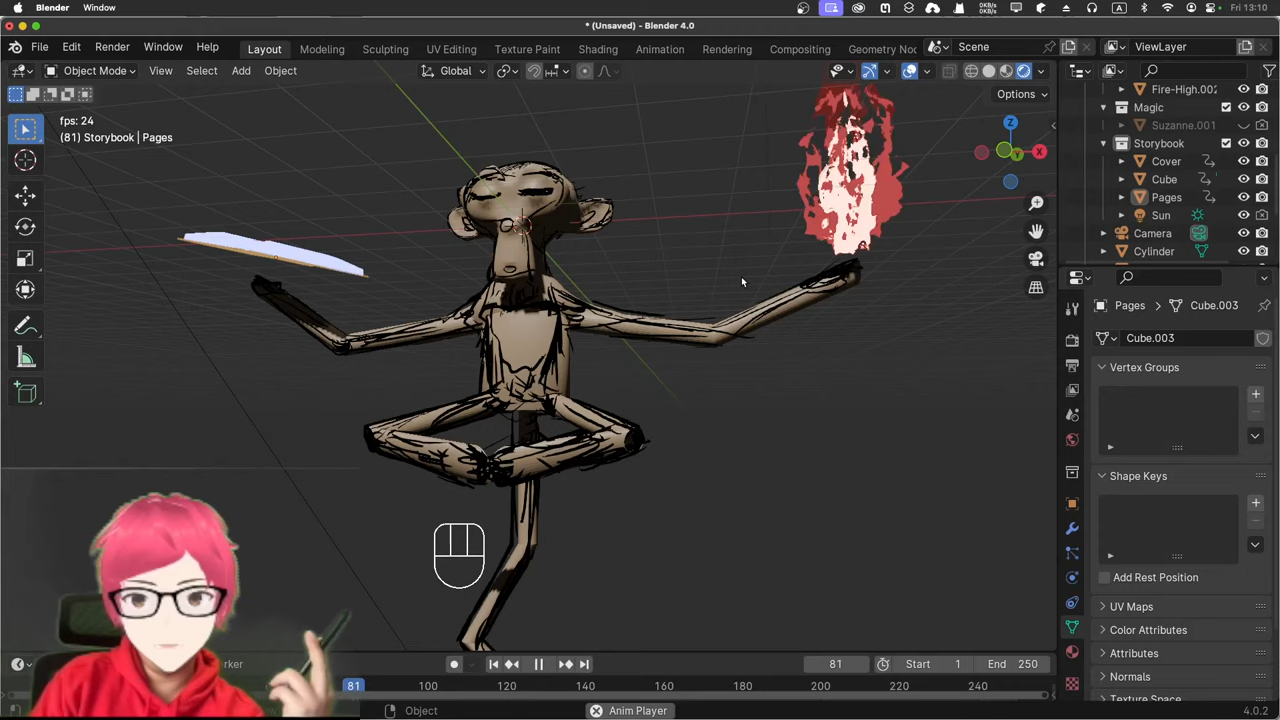 Blender Window
Fri 13:10
* (Unsaved) - Blender 4.0
File Edit Render Window Help
Layout Modeling Sculpting UV Editing Texture Paint Shading Animation Rendering Compositing Geometry Noc
Scene ViewLayer
Object Mode View Select Add Object Global
Options
fps: 24
(81) Storybook | Pages
Z
Y
X
Fire-High.002
Magic
Suzanne.001
Storybook
Cover
Cube
Pages
Sun
Camera
Cylinder
Pages Cube.003
Cube.003
Vertex Groups
Shape Keys
Add Rest Position
UV Maps
Color Attributes
Attributes
Normals
Texture Space
rker
81 Start 1 End 250
81 100 120 140 160 180 200 220 240
Object Anim Player
4.0.2